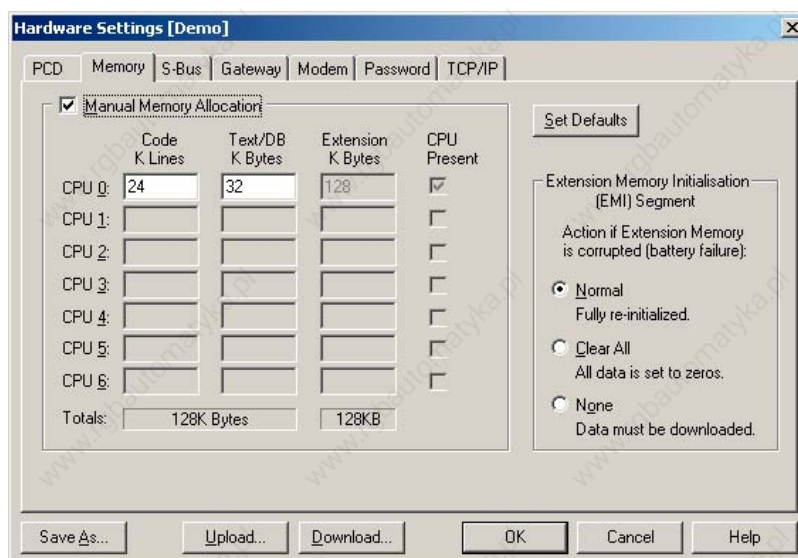 Hardware Settings [Demo]
PCD Memory S-Bus Gateway Modem Password TCP/IP
Manual Memory Allocation
Code K Lines Text/DB K Bytes Extension K Bytes CPU Present
CPU 0: 24 32 128
CPU 1:
CPU 2:
CPU 3:
CPU 4:
CPU 5:
CPU 6:
Totals: 128K Bytes 128KB
Set Defaults
Extension Memory Initialisation
(EMI) Segment
Action if Extension Memory
is corrupted (battery failure):
Normal
Fully re-initialized.
Clear All
All data is set to zeros.
None
Data must be downloaded.
Save As... Upload... Download... OK Cancel Help
www.rgbautomatyka.pl